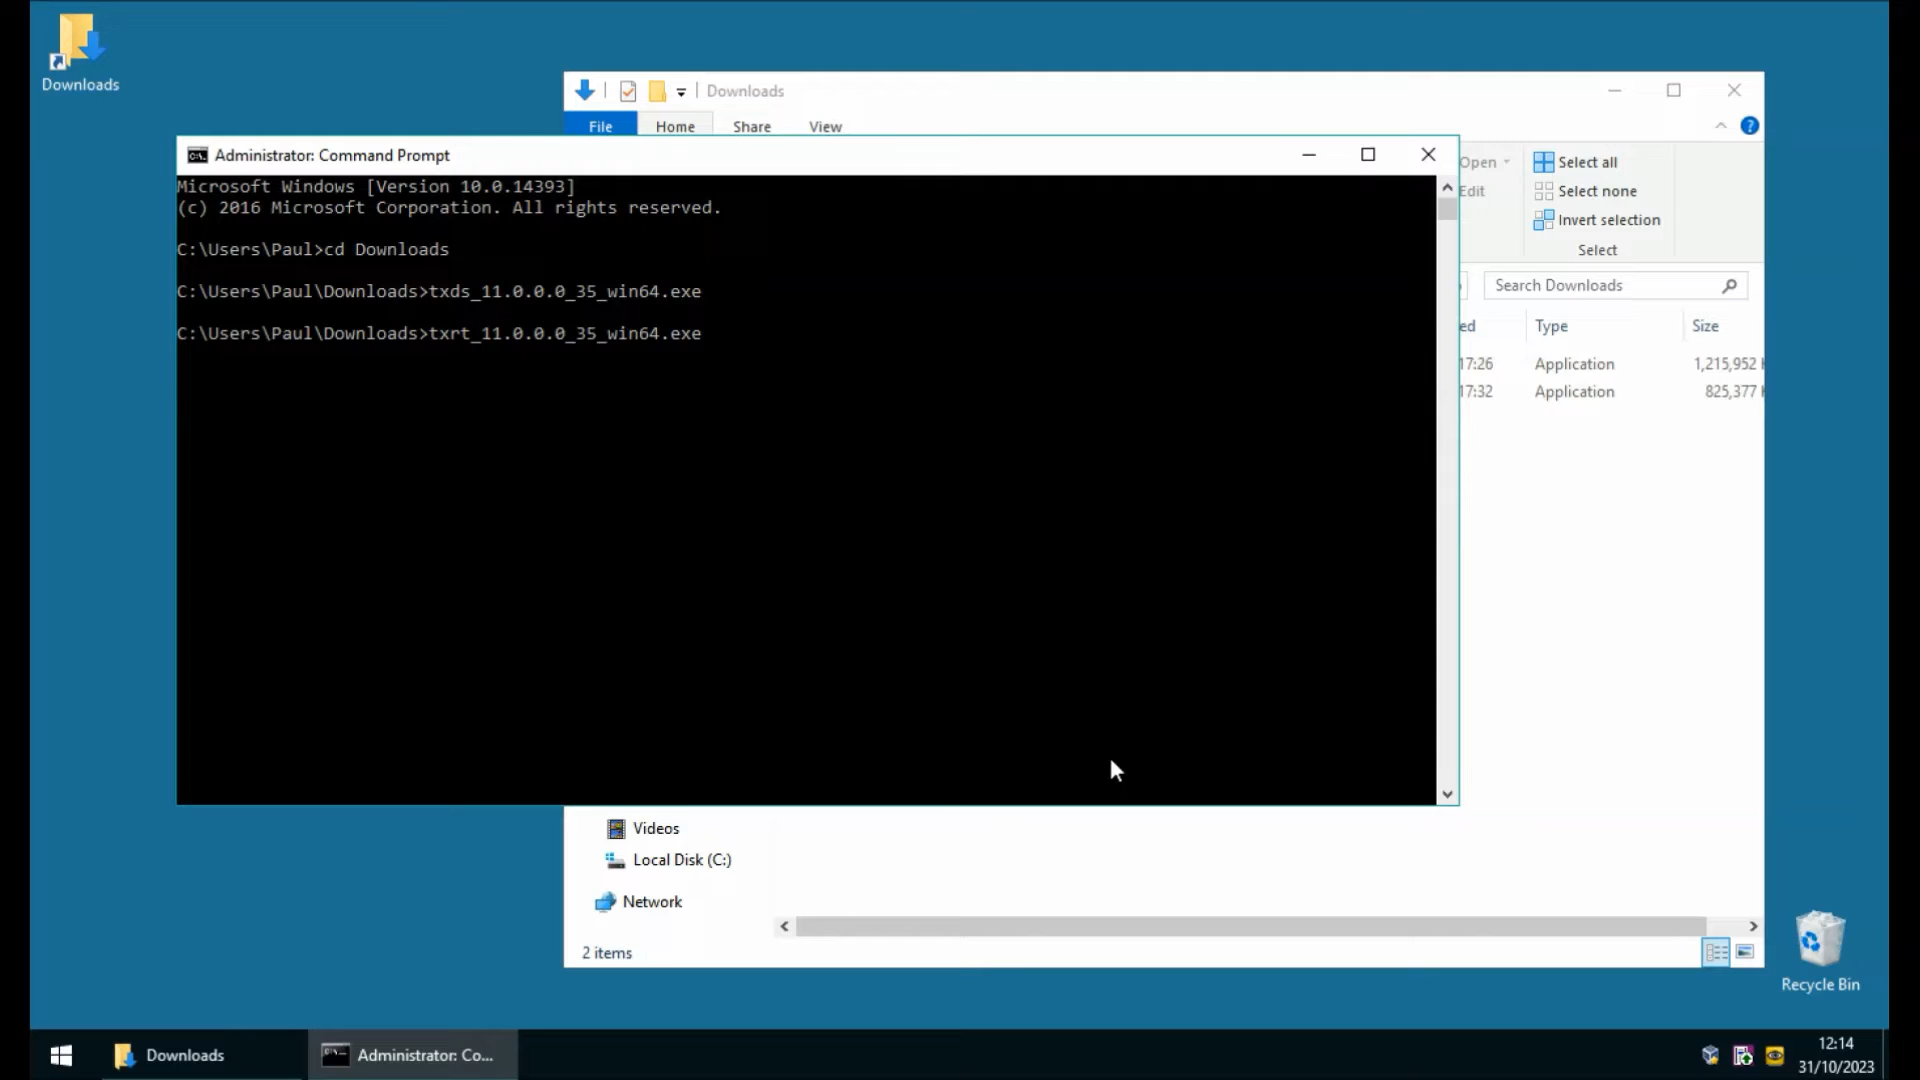 Downloads
Downloads
File Home Share View
Administrator: Command Prompt
Microsoft Windows [Version 10.0.14393]
(c) 2016 Microsoft Corporation. All rights reserved.
C:\Users\Paul>cd Downloads
C:\Users\Paul\Downloads>txds_11.0.0.0_35_win64.exe
C:\Users\Paul\Downloads>txrt_11.0.0.0_35_win64.exe
Open
Edit
Select all
Select none
Invert selection
Select
Search Downloads
ed Type Size
17:26 Application 1,215,952
17:32 Application 825,377
Videos
Local Disk (C:)
Network
2 items
Recycle Bin
Downloads
Administrator: Co...
12:14
31/10/2023